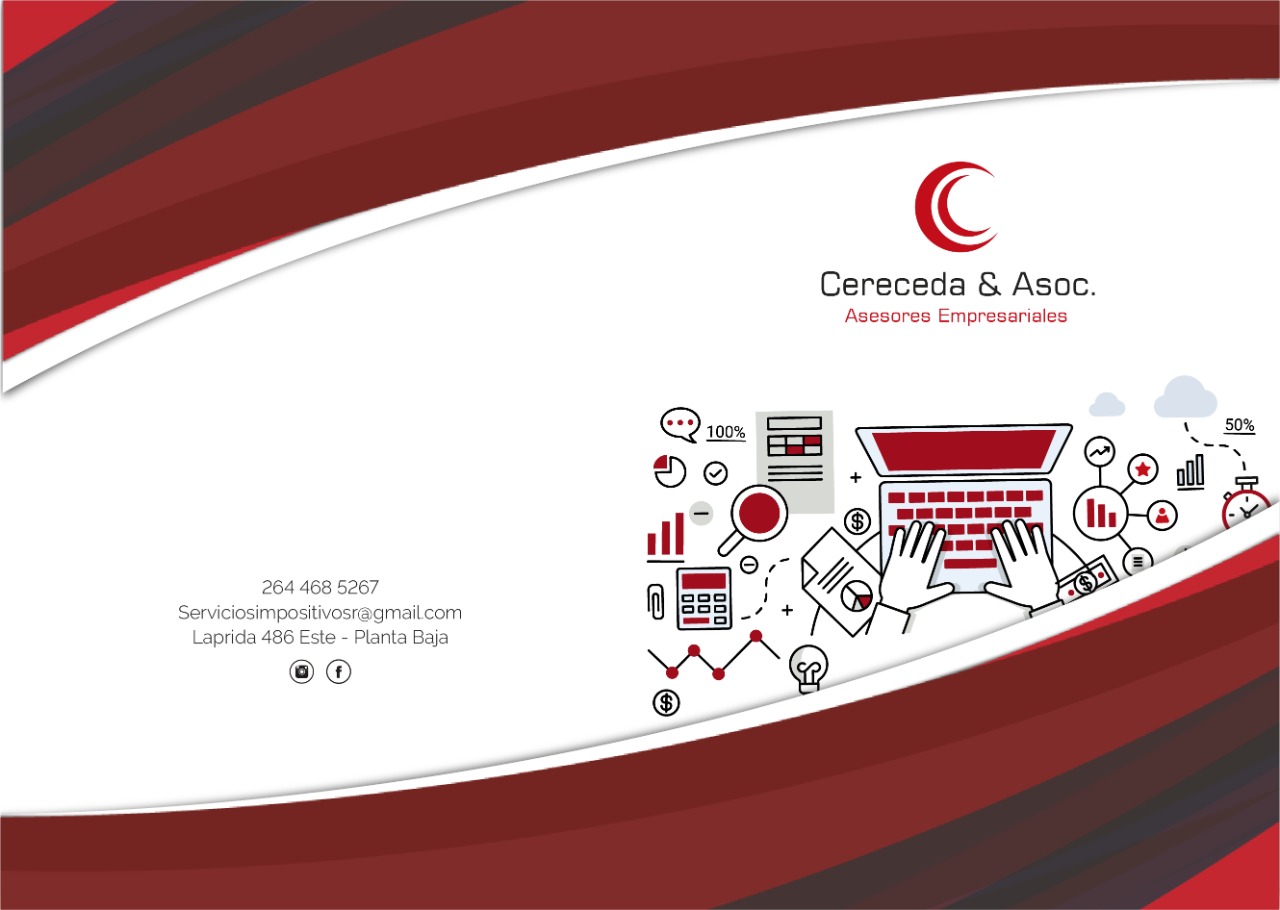 Cereceda & Asoc.
Asesores Empresariales
100%
50%
264 468 5267
Serviciosimpositivosr@gmail.com
Laprida 486 Este - Planta Baja